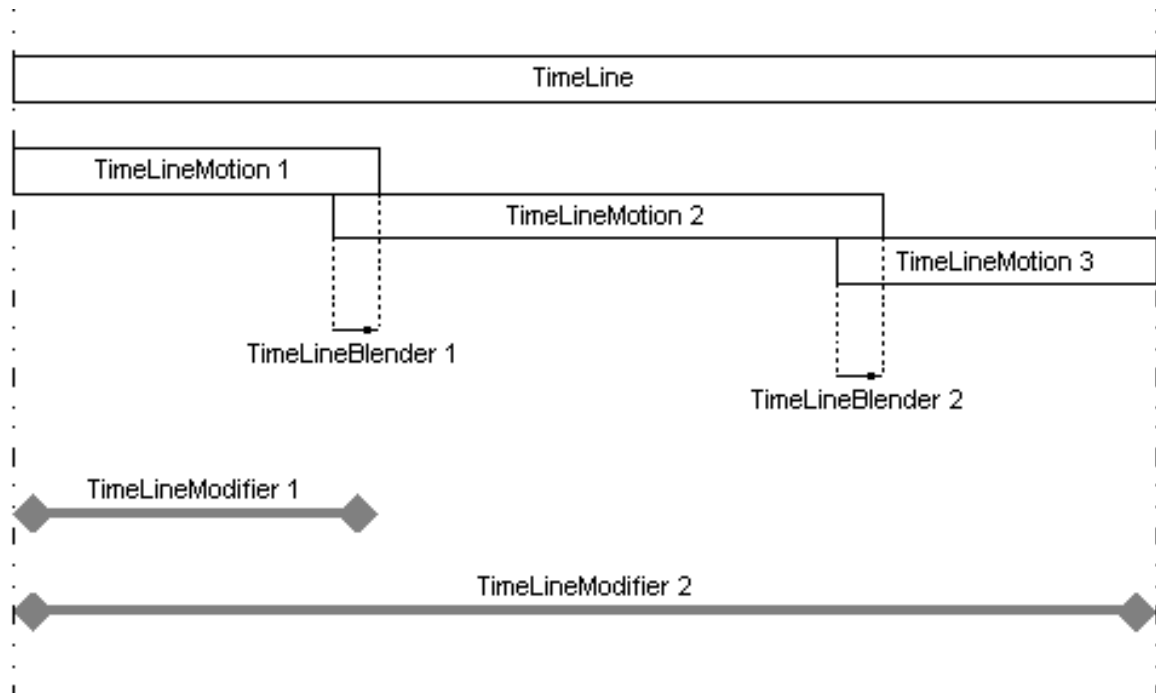 TimeLine
TimeLineMotion 1
TimeLineMotion 2
TimeLineMotion 3
TimeLineBlender 1
TimeLineBlender 2
TimeLineModifier 1
TimeLineModifier 2